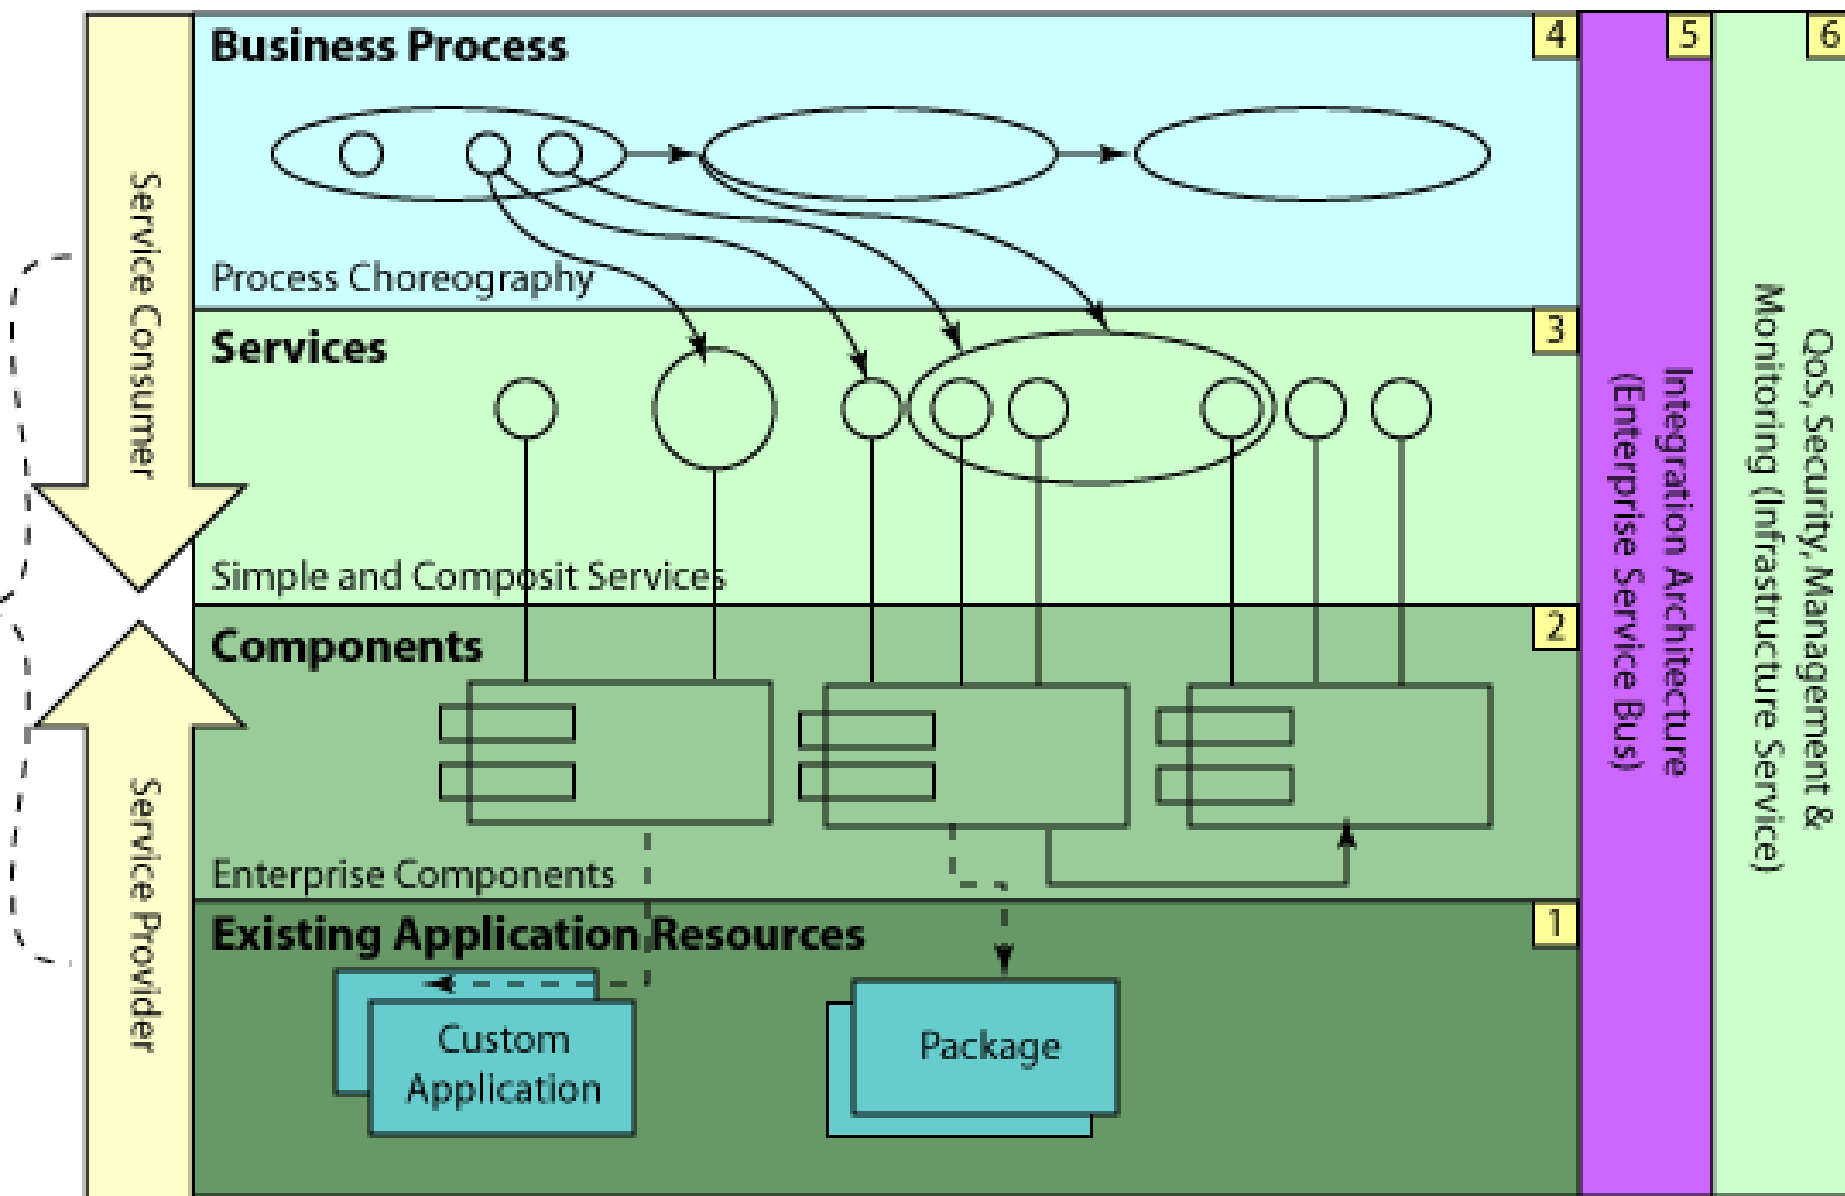 Business Process
4
5
6
Process Choreography
Services
3
Simple and Composit Services
Components
2
Enterprise Components
Existing Application Resources
1
Custom
Application
Package
Service Consumer
Service Provider
Integration Architecture
(Enterprise Service Bus)
QoS, Security, Management &
Monitoring (Infrastructure Service)